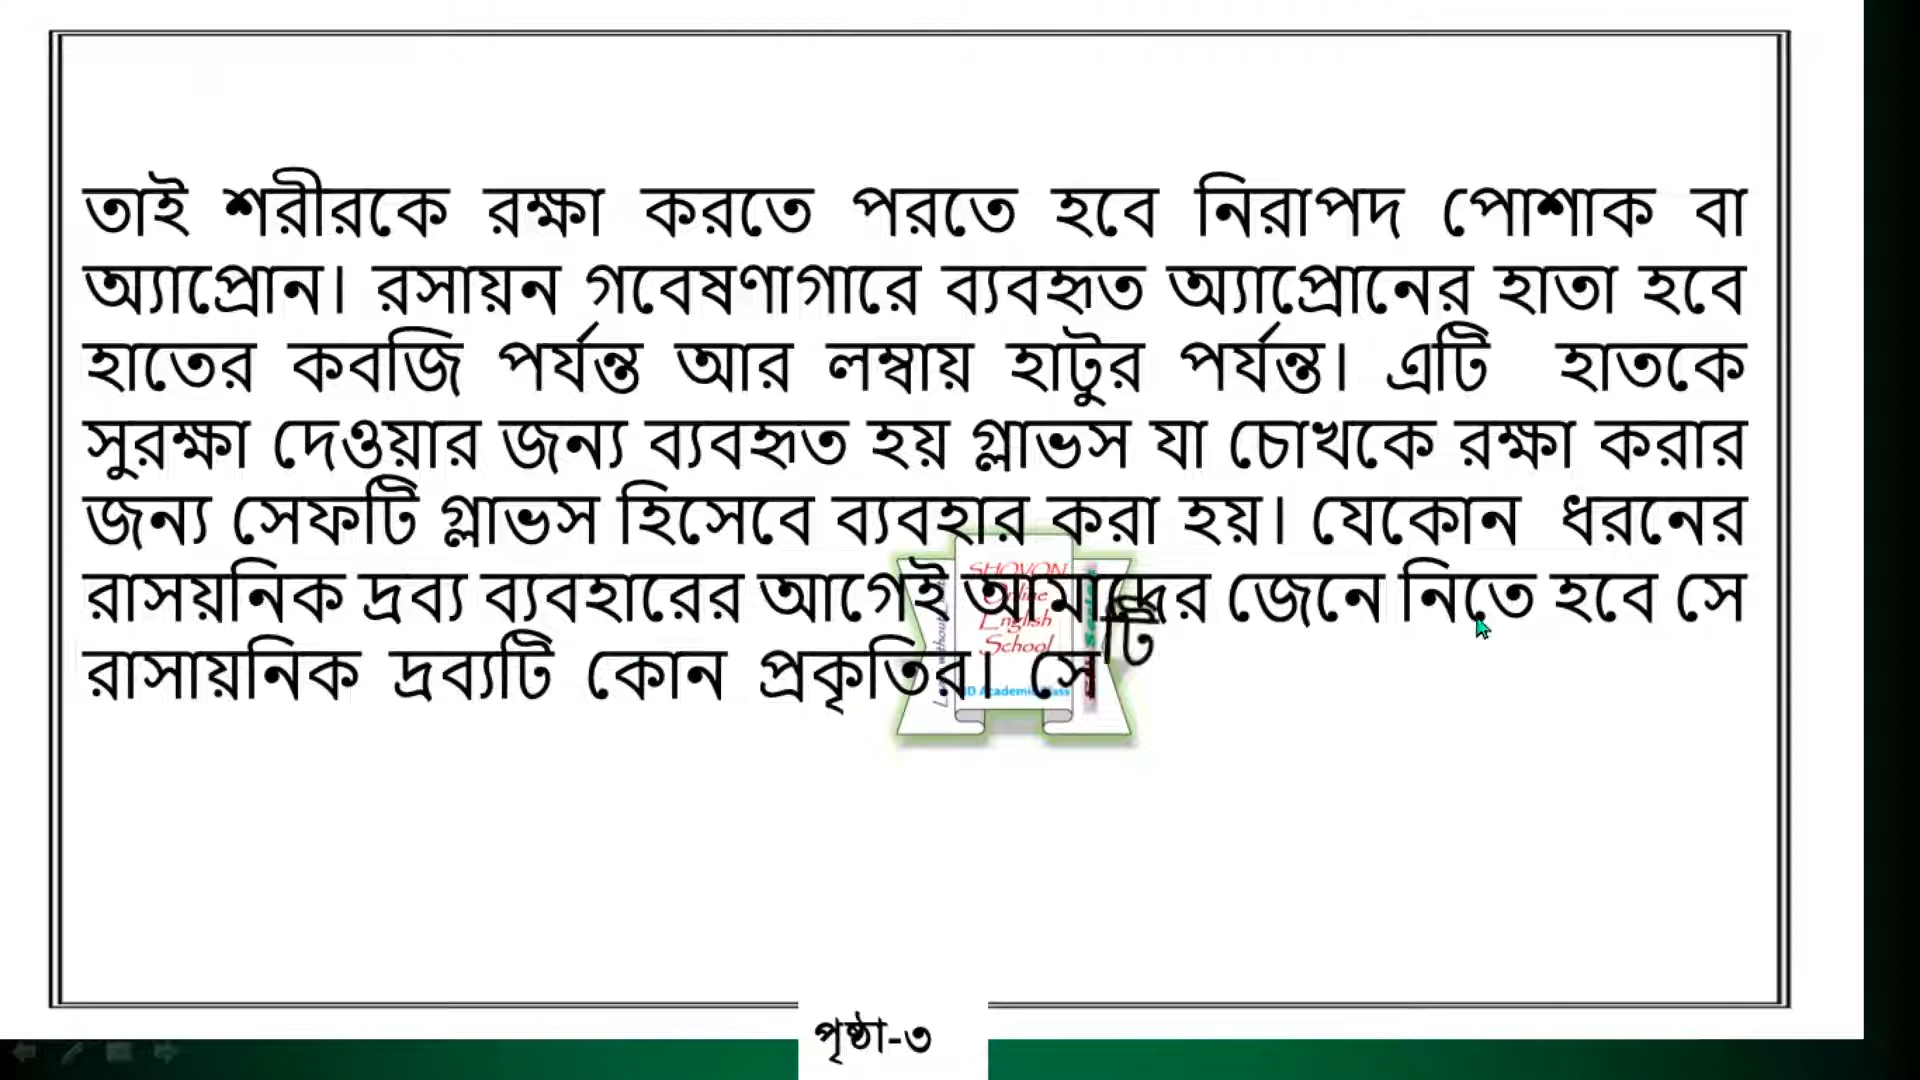 তাই শরীরকে রক্ষা করতে পরতে হবে নিরাপদ পোশাক বা
অ্যাপ্রোন। রসায়ন গবেষণাগারে ব্যবহৃত অ্যাপ্রোনের হাতা হবে
হাতের কবজি পর্যন্ত আর লম্বায় হাটুর পর্যন্ত। এটি হাতকে
সুরক্ষা দেওয়ার জন্য ব্যবহৃত হয় গ্লাভস যা চোখকে রক্ষা করার
জন্য সেফটি গ্লাভস হিসেবে ব্যবহার করা হয়। যেকোন ধরনের
রাসয়নিক দ্রব্য ব্যবহারের আগেই আমাদের জেনে নিতে হবে সে
রাসায়নিক দ্রব্যটি কোন প্রকৃতির। সেটি
SHOVON
Online
English
School
Academic
পৃষ্ঠা-৩